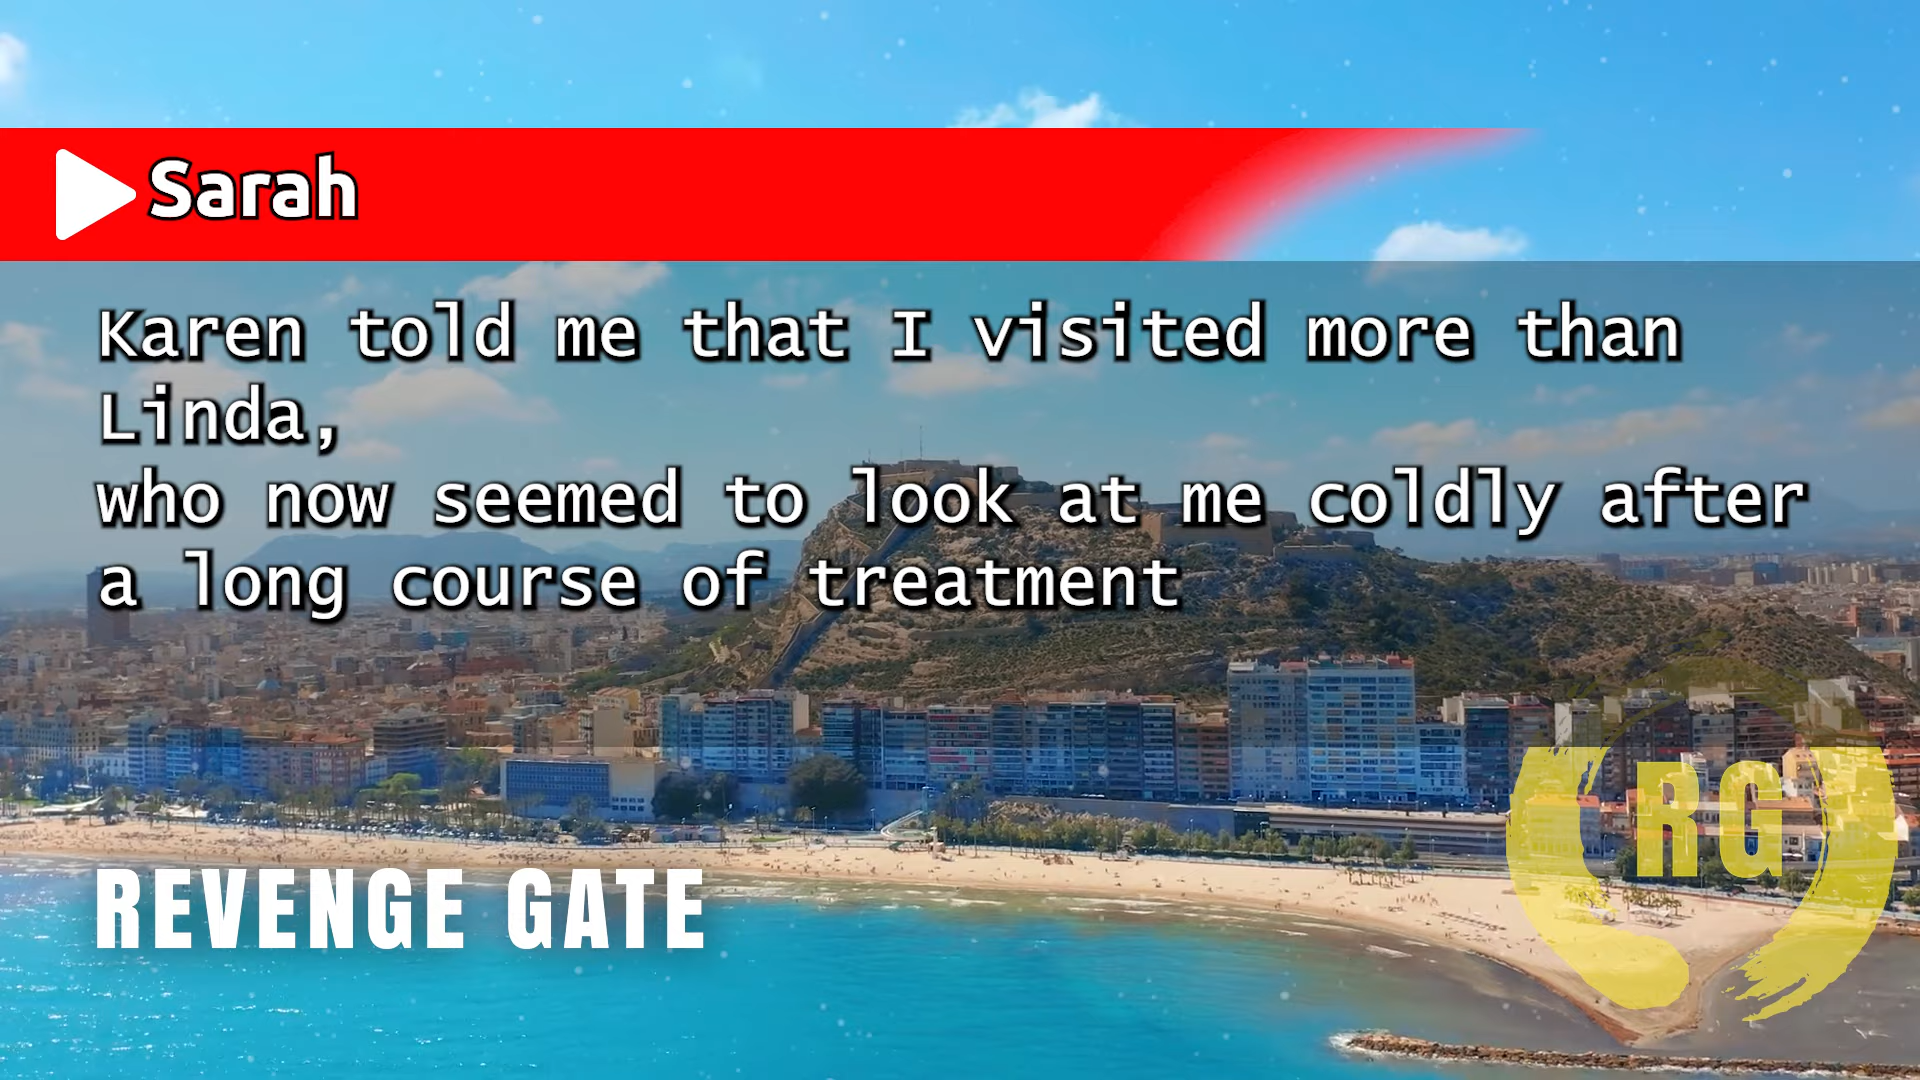 Sarah
Karen told me that I visited more than
Linda,
who now seemed to look at me coldly after
a long course of treatment
REVENGE GATE
RG